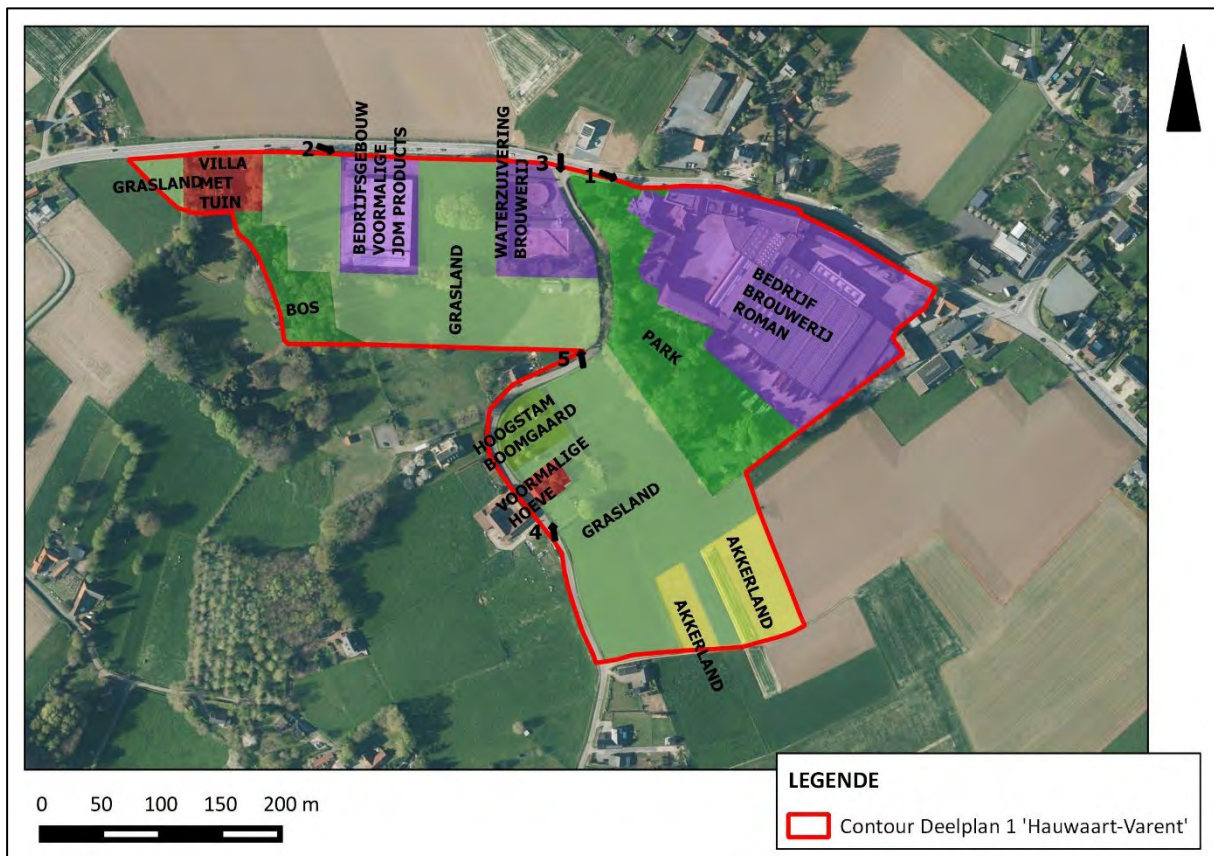 2
3
1
GRASLAND
VILLA
MET
TUIN
BEDRIJFSGEBOUW
VOORMALIGE
JDM PRODUCTS
WATERZUIVERING
BROUWERIJ
BEDRIJF
BROUWERIJ
ROMAN
BOS
GRASLAND
PARK
5
HOOGSTAM
BOOMGAARD
VOORMALIGE
HOEVE
4
GRASLAND
AKKERLAND
AKKERLAND
0 50 100 150 200 m
LEGENDE
Contour Deelplan 1 'Hauwaart-Varent'